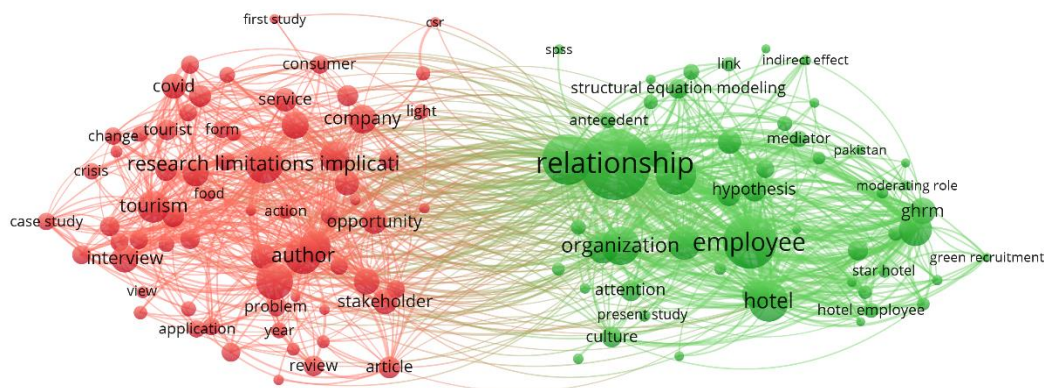 first study
csr
consumer
covid
service
company
light
change
tourist
form
research limitations implicati
crisis
food
tourism
action
opportunity
case study
interview
author
view
problem
stakeholder
application
year
review
article
spss
link
indirect effect
structural equation modeling
antecedent
mediator
pakistan
relationship
hypothesis
moderating role
ghrm
organization
employee
green recruitment
star hotel
attention
hotel
present study
hotel employee
culture